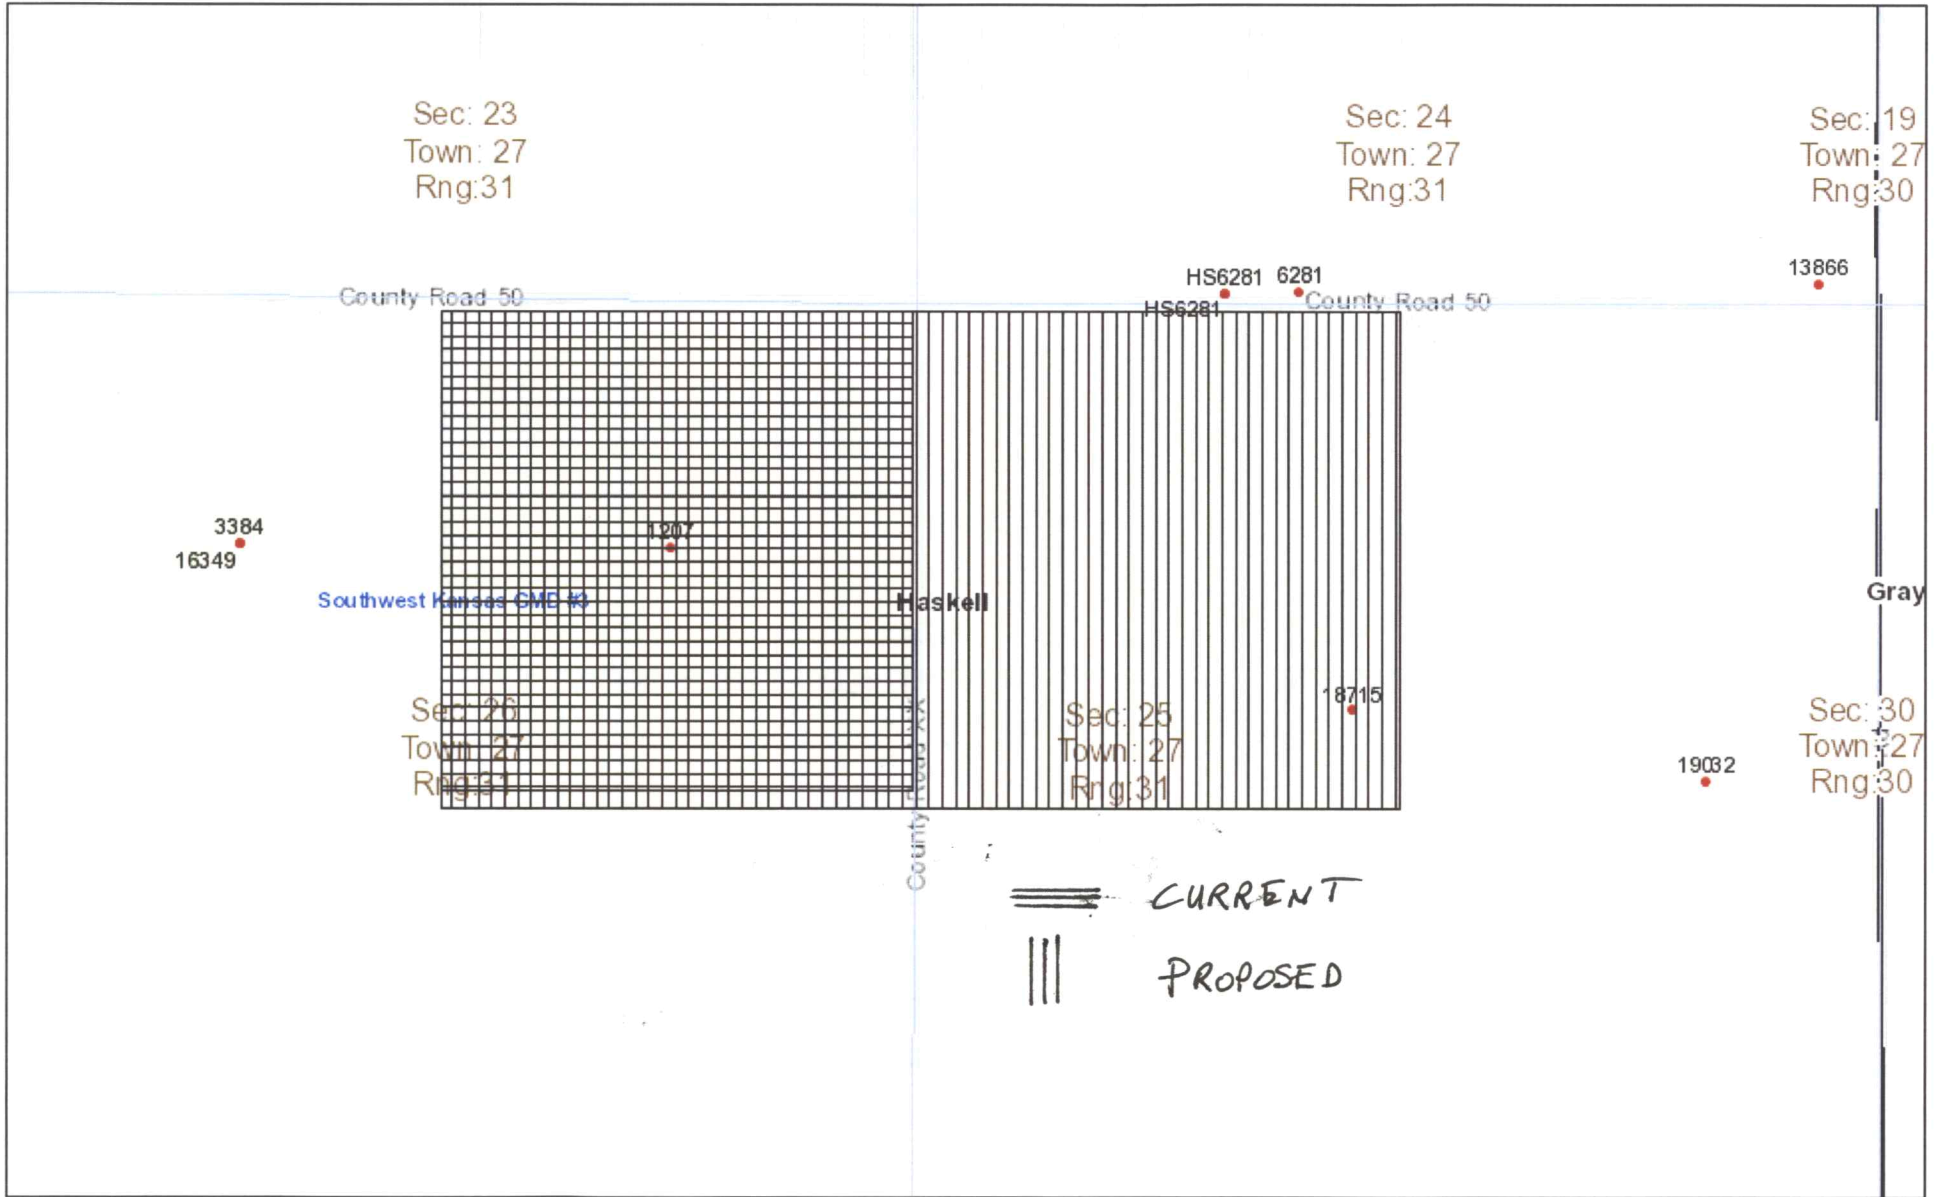 Sec: 23
Town: 27
Rng:31
Sec: 24
Town: 27
Rng:31
Sec: 19
Town: 27
Rng:30
13866
HS6281
6281
County Road 50
County Road 50
HS6281
3384
16349
1207
Southwest Kansas GMD #3
Haskell
Gray
18715
Sec: 26
Town: 27
Rng:31
Sec: 25
Town: 27
Rng:31
Sec: 30
Town: 27
Rng:30
19032
County Road
CURRENT
PROPOSED